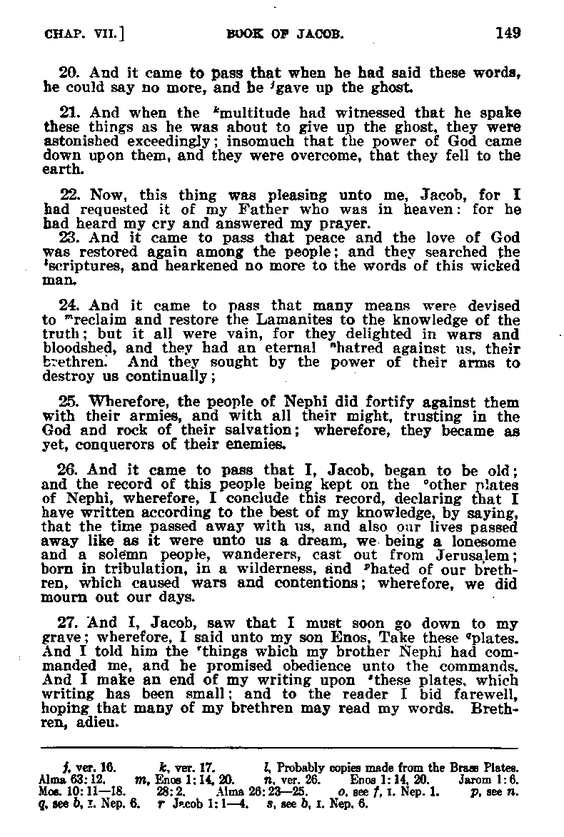 CHAP. VII.] BOOK OF JACOB. 149
20. And it came to pass that when he had said these words,
he could say no more, and he ʲgave up the ghost.
21. And when the ᵏmultitude had witnessed that he spake
these things as he was about to give up the ghost, they were
astonished exceedingly; insomuch that the power of God came
down upon them, and they were overcome, that they fell to the
earth.
22. Now, this thing was pleasing unto me, Jacob, for I
had requested it of my Father who was in heaven: for he
had heard my cry and answered my prayer.
23. And it came to pass that peace and the love of God
was restored again among the people; and they searched the
ˡscriptures, and hearkened no more to the words of this wicked
man.
24. And it came to pass that many means were devised
to ᵐreclaim and restore the Lamanites to the knowledge of the
truth; but it all were vain, for they delighted in wars and
bloodshed, and they had an eternal ⁿhatred against us, their
brethren. And they sought by the power of their arms to
destroy us continually;
25. Wherefore, the people of Nephi did fortify against them
with their armies, and with all their might, trusting in the
God and rock of their salvation; wherefore, they became as
yet, conquerors of their enemies.
26. And it came to pass that I, Jacob, began to be old;
and the record of this people being kept on the ᵒother plates
of Nephi, wherefore, I conclude this record, declaring that I
have written according to the best of my knowledge, by saying,
that the time passed away with us, and also our lives passed
away like as it were unto us a dream, we being a lonesome
and a solemn people, wanderers, cast out from Jerusalem;
born in tribulation, in a wilderness, and ᵖhated of our breth-
ren, which caused wars and contentions; wherefore, we did
mourn out our days.
27. And I, Jacob, saw that I must soon go down to my
grave; wherefore, I said unto my son Enos, Take these ᑫplates.
And I told him the ʳthings which my brother Nephi had com-
manded me, and he promised obedience unto the commands.
And I make an end of my writing upon ˢthese plates, which
writing has been small; and to the reader I bid farewell,
hoping that many of my brethren may read my words. Breth-
ren, adieu.
j, ver. 16. k, ver. 17. l, Probably copies made from the Brass Plates.
Alma 63: 12. m, Enos 1: 14, 20. n, ver. 26. Enos 1: 14, 20. Jarom 1: 6.
Mos. 10: 11—18. 28: 2. Alma 26: 23—25. o, see f, I. Nep. 1. p, see n.
q, see b, I. Nep. 6. r Jacob 1: 1—4. s, see b, I. Nep. 6.